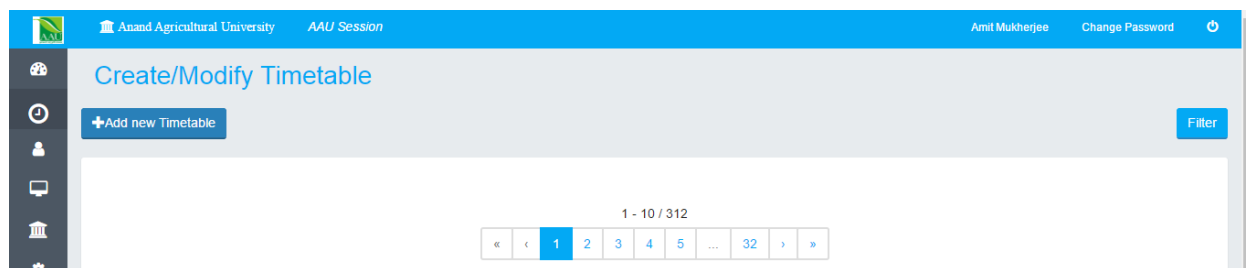 AAU
Anand Agricultural University AAU Session Amit Mukherjee Change Password
Create/Modify Timetable
+Add new Timetable Filter
1 - 10 / 312
« ‹ 1 2 3 4 5 ... 32 › »